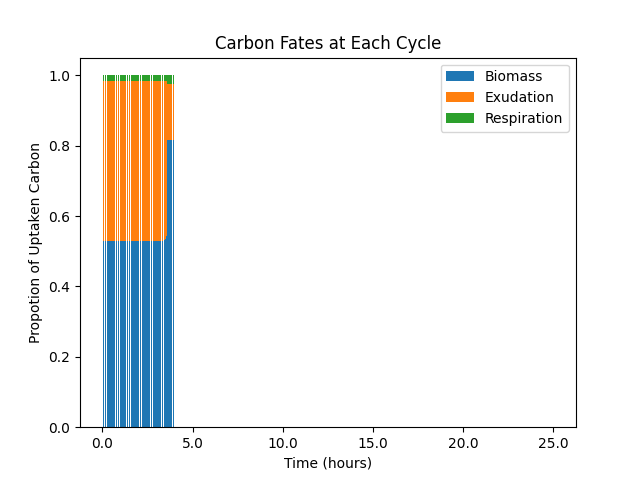 Carbon Fates at Each Cycle
Propotion of Uptaken Carbon
1.0
0.8
0.6
0.4
0.2
0.0
Biomass
Exudation
Respiration
0.0 5.0 10.0 15.0 20.0 25.0
Time (hours)